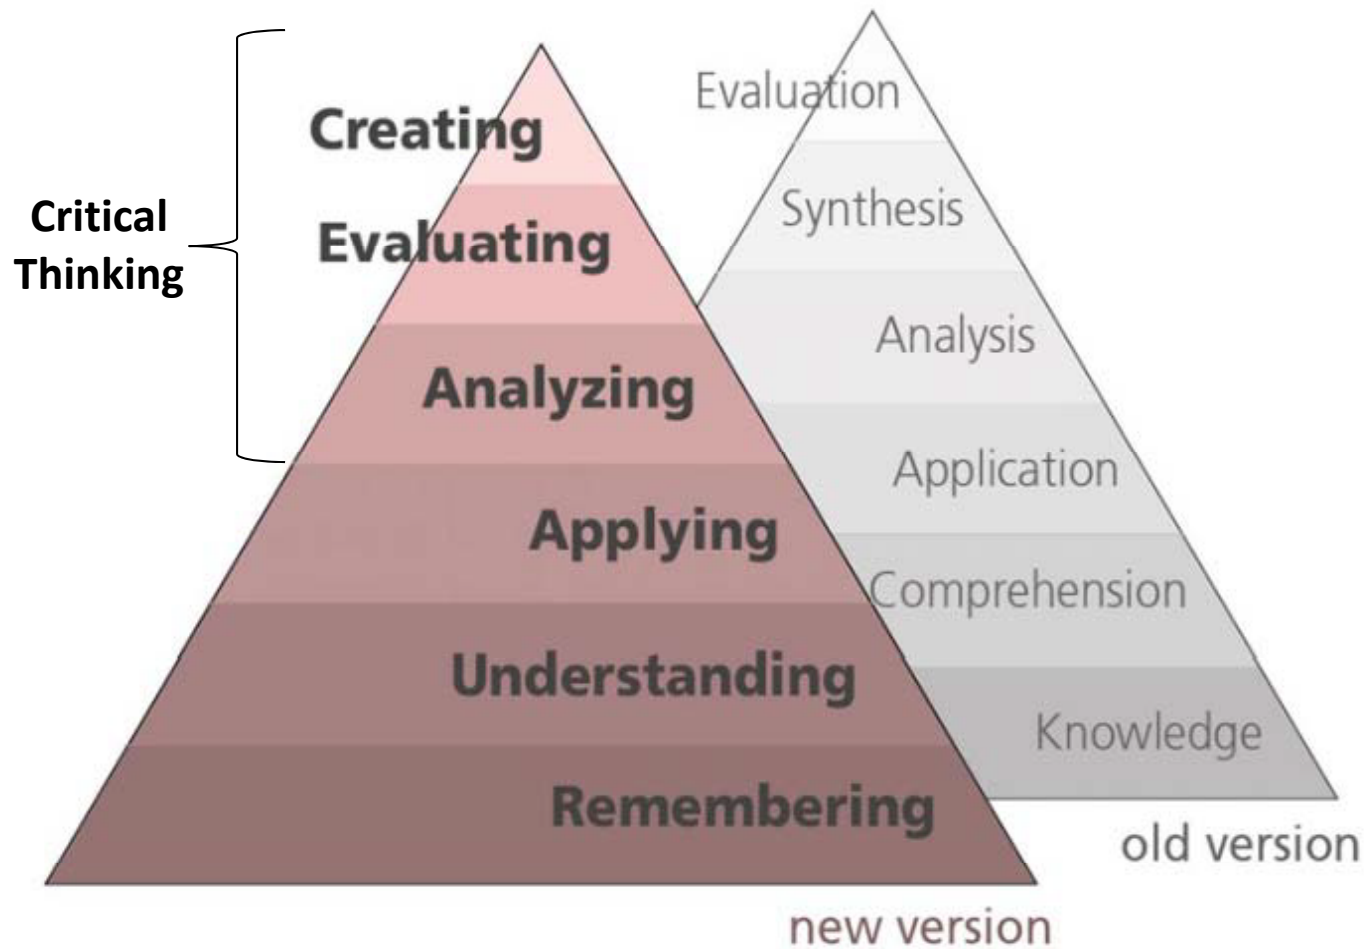 Critical
Thinking
Creating
Evaluating
Analyzing
Applying
Understanding
Remembering
new version
Evaluation
Synthesis
Analysis
Application
Comprehension
Knowledge
old version